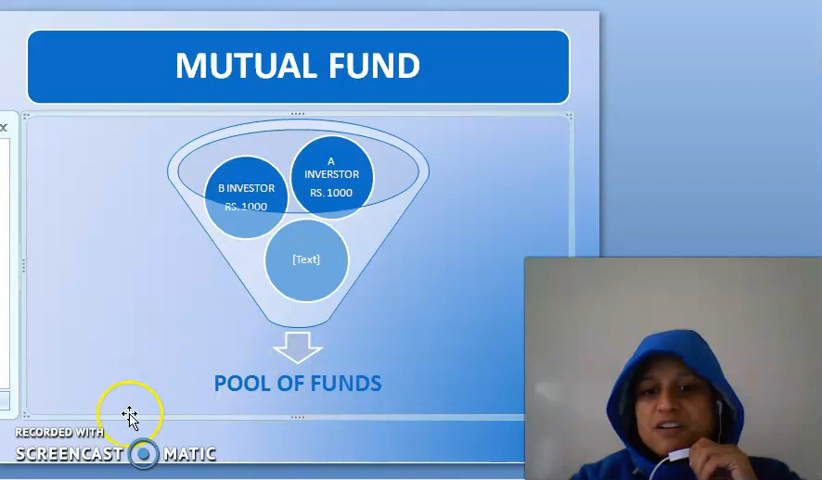 MUTUAL FUND
x
A
INVERSTOR
RS. 1000
B INVESTOR
RS. 1000
[Text]
POOL OF FUNDS
RECORDED WITH
SCREENCAST MATIC